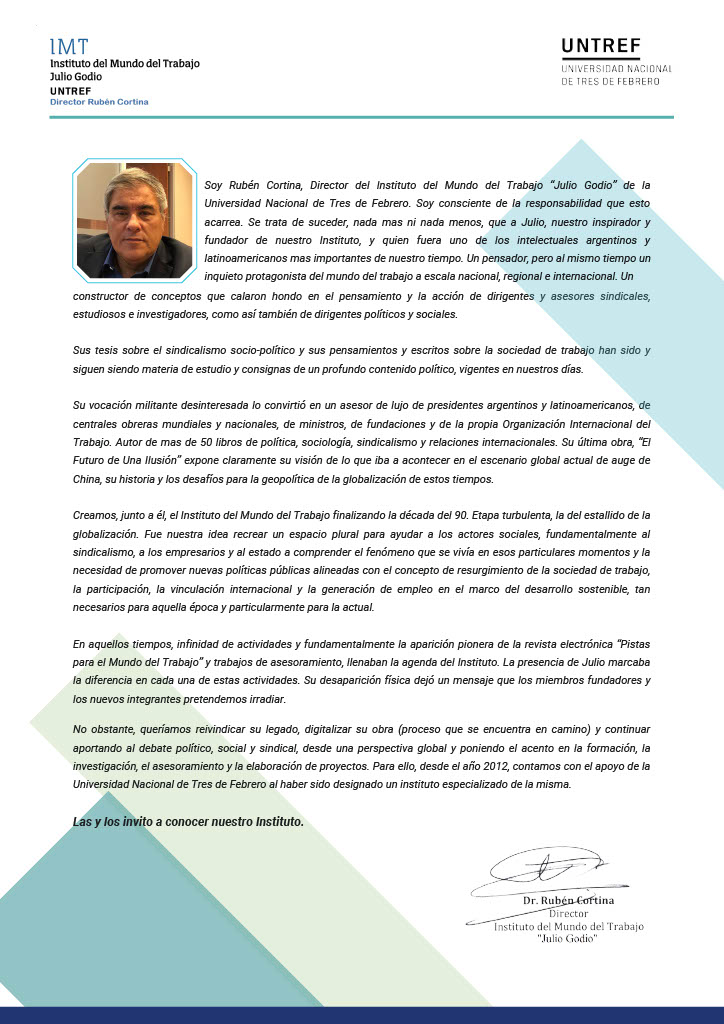 IMT
Instituto del Mundo del Trabajo
Julio Godio
UNTREF
Director Rubén Cortina
UNTREF
UNIVERSIDAD NACIONAL
DE TRES DE FEBRERO
Soy Rubén Cortina, Director del Instituto del Mundo del Trabajo “Julio Godio” de la
Universidad Nacional de Tres de Febrero. Soy consciente de la responsabilidad que esto
acarrea. Se trata de suceder, nada mas ni nada menos, que a Julio, nuestro inspirador y
fundador de nuestro Instituto, y quien fuera uno de los intelectuales argentinos y
latinoamericanos mas importantes de nuestro tiempo. Un pensador, pero al mismo tiempo un
inquieto protagonista del mundo del trabajo a escala nacional, regional e internacional. Un
constructor de conceptos que calaron hondo en el pensamiento y la acción de dirigentes y asesores sindicales,
estudiosos e investigadores, como así también de dirigentes políticos y sociales.
Sus tesis sobre el sindicalismo socio-político y sus pensamientos y escritos sobre la sociedad de trabajo han sido y
siguen siendo materia de estudio y consignas de un profundo contenido político, vigentes en nuestros días.
Su vocación militante desinteresada lo convirtió en un asesor de lujo de presidentes argentinos y latinoamericanos, de
centrales obreras mundiales y nacionales, de ministros, de fundaciones y de la propia Organización Internacional del
Trabajo. Autor de mas de 50 libros de política, sociología, sindicalismo y relaciones internacionales. Su última obra, “El
Futuro de Una Ilusión” expone claramente su visión de lo que iba a acontecer en el escenario global actual de auge de
China, su historia y los desafíos para la geopolítica de la globalización de estos tiempos.
Creamos, junto a él, el Instituto del Mundo del Trabajo finalizando la década del 90. Etapa turbulenta, la del estallido de la
globalización. Fue nuestra idea recrear un espacio plural para ayudar a los actores sociales, fundamentalmente al
sindicalismo, a los empresarios y al estado a comprender el fenómeno que se vivía en esos particulares momentos y la
necesidad de promover nuevas políticas públicas alineadas con el concepto de resurgimiento de la sociedad de trabajo,
la participación, la vinculación internacional y la generación de empleo en el marco del desarrollo sostenible, tan
necesarios para aquella época y particularmente para la actual.
En aquellos tiempos, infinidad de actividades y fundamentalmente la aparición pionera de la revista electrónica “Pistas
para el Mundo del Trabajo” y trabajos de asesoramiento, llenaban la agenda del Instituto. La presencia de Julio marcaba
la diferencia en cada una de estas actividades. Su desaparición física dejó un mensaje que los miembros fundadores y
los nuevos integrantes pretendemos irradiar.
No obstante, queríamos reivindicar su legado, digitalizar su obra (proceso que se encuentra en camino) y continuar
aportando al debate político, social y sindical, desde una perspectiva global y poniendo el acento en la formación, la
investigación, el asesoramiento y la elaboración de proyectos. Para ello, desde el año 2012, contamos con el apoyo de la
Universidad Nacional de Tres de Febrero al haber sido designado un instituto especializado de la misma.
Las y los invito a conocer nuestro Instituto.
Dr. Rubén Cortina
Director
Instituto del Mundo del Trabajo
“Julio Godio”